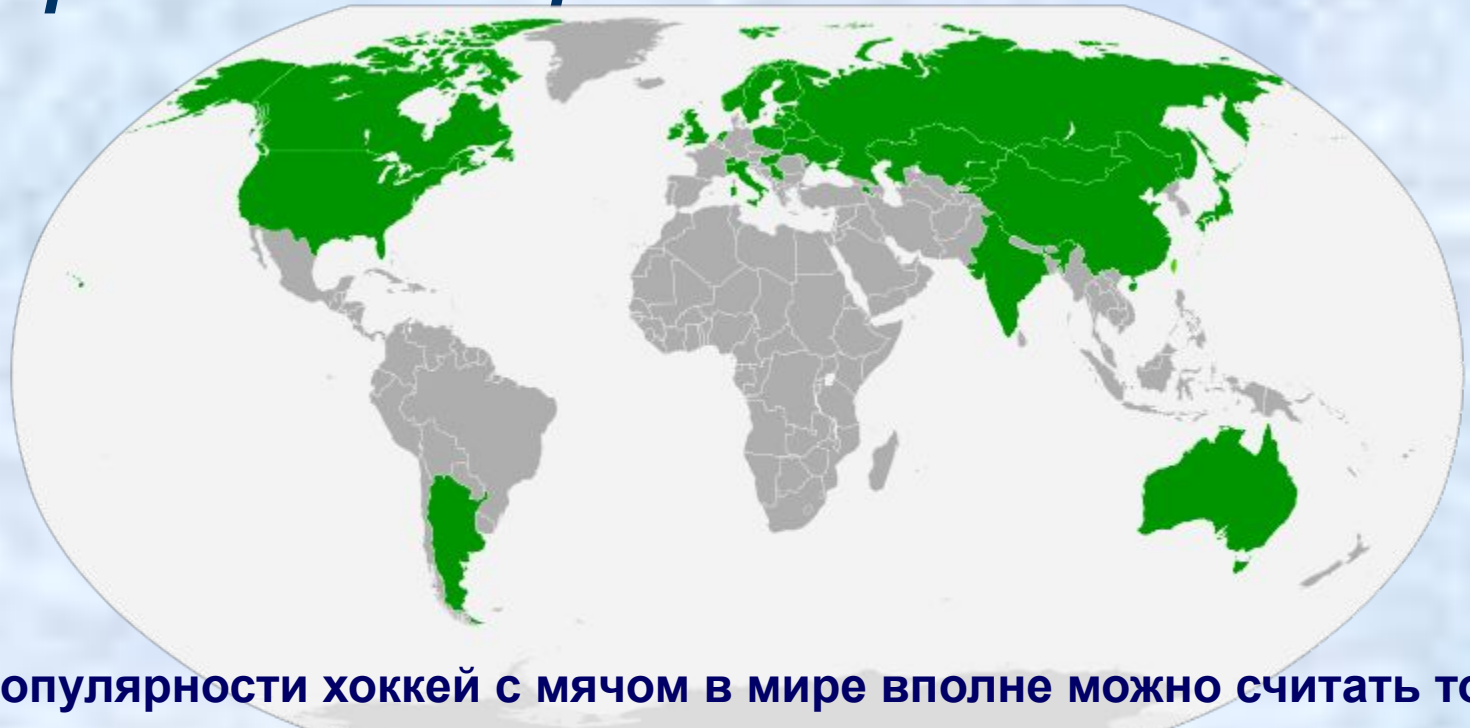 опулярности хоккей с мячом в мире вполне можно считать то